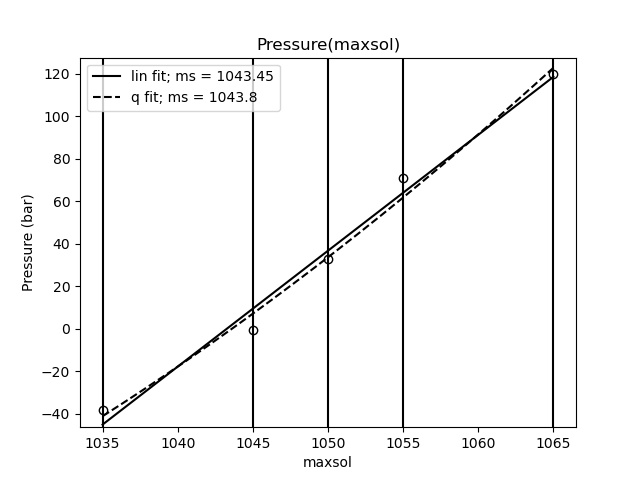 Pressure(maxsol)
lin fit; ms = 1043.45
q fit; ms = 1043.8
Pressure (bar)
120
100
80
60
40
20
0
−20
−40
1035 1040 1045 1050 1055 1060 1065
maxsol